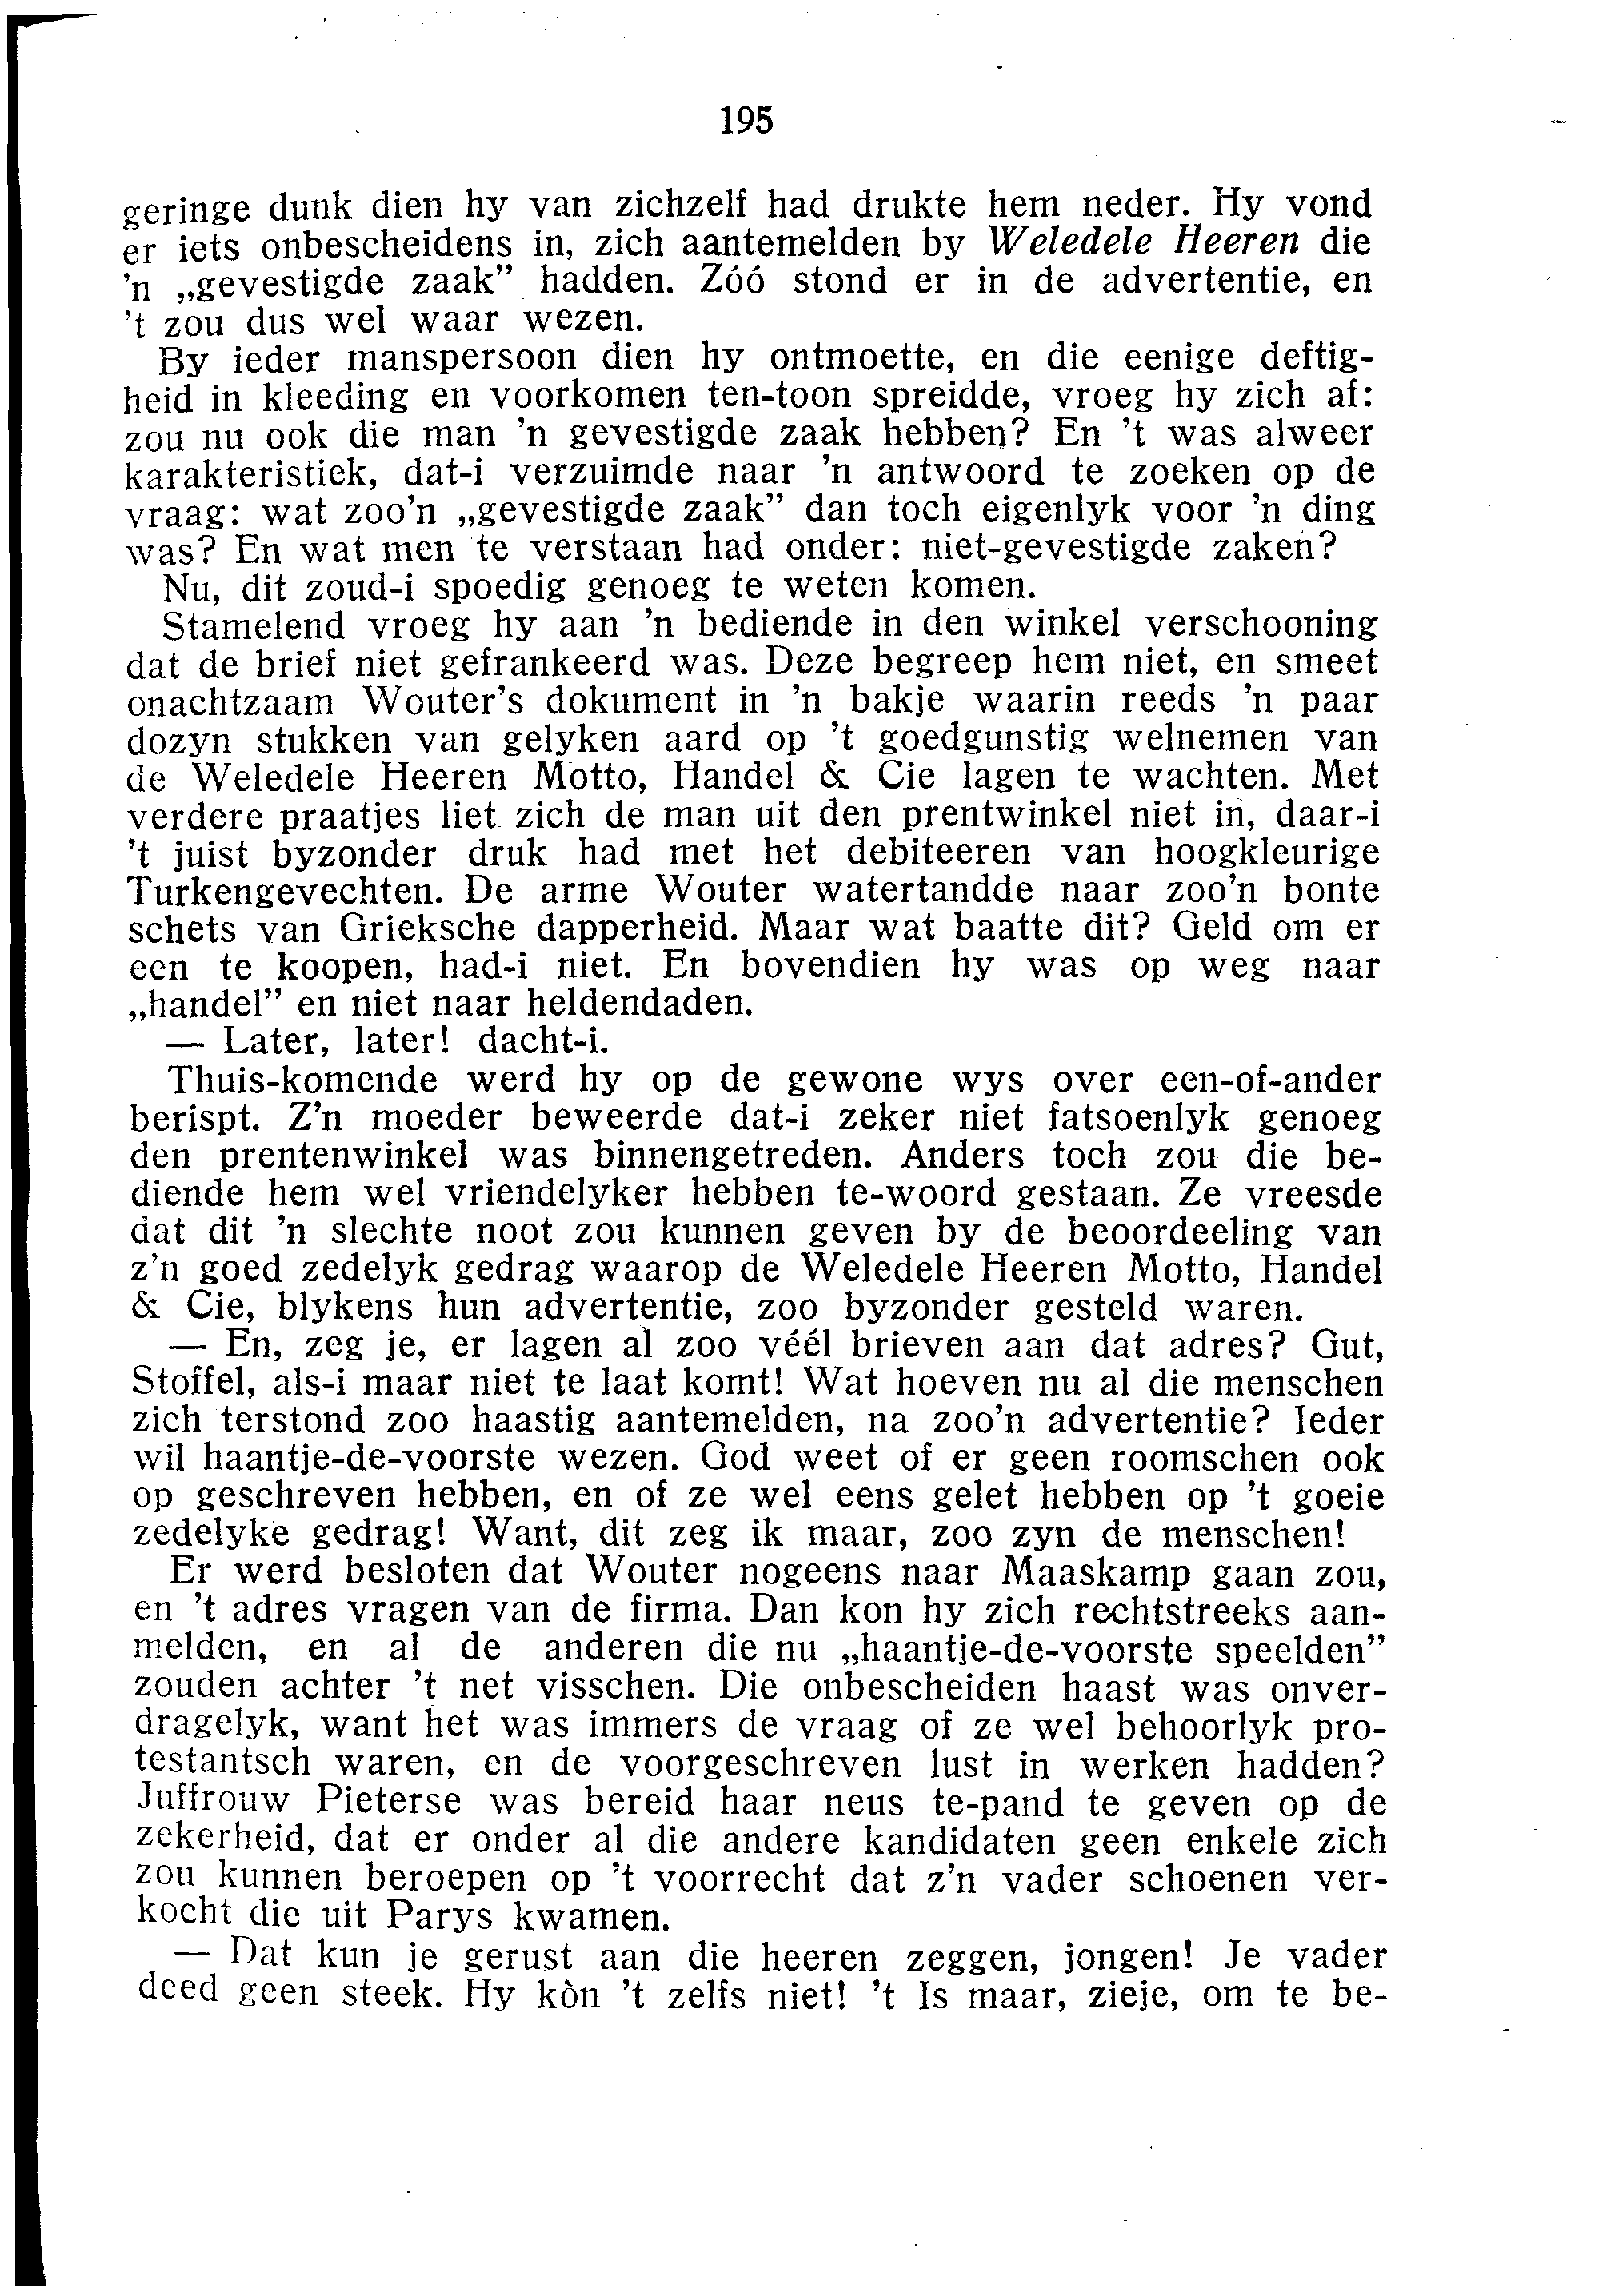 195
geringe dunk dien hy van zichzelf had drukte hem neder. Hy vond
er iets onbescheidens in, zich aantemelden by Weledele Heeren die
’n „gevestigde zaak” hadden. Zóó stond er in de advertentie, en
’t zou dus wel waar wezen.
By ieder manspersoon dien hy ontmoette, en die eenige deftig-
heid in kleeding en voorkomen ten-toon spreidde, vroeg hy zich af:
zou nu ook die man ’n gevestigde zaak hebben? En ’t was alweer
karakteristiek, dat-i verzuimde naar ’n antwoord te zoeken op de
vraag: wat zoo’n „gevestigde zaak” dan toch eigenlyk voor ’n ding
was? En wat men te verstaan had onder: niet-gevestigde zaken?
Nu, dit zoud-i spoedig genoeg te weten komen.
Stamelend vroeg hy aan ’n bediende in den winkel verschooning
dat de brief niet gefrankeerd was. Deze begreep hem niet, en smeet
onachtzaam Wouter’s dokument in ’n bakje waarin reeds ’n paar
dozyn stukken van gelyken aard op ’t goedgunstig welnemen van
de Weledele Heeren Motto, Handel & Cie lagen te wachten. Met
verdere praatjes liet zich de man uit den prentwinkel niet in, daar-i
’t juist byzonder druk had met het debiteeren van hoogkleurige
Turkengevechten. De arme Wouter watertandde naar zoo’n bonte
schets van Grieksche dapperheid. Maar wat baatte dit? Geld om er
een te koopen, had-i niet. En bovendien hy was op weg naar
„handel” en niet naar heldendaden.
— Later, later! dacht-i.
Thuis-komende werd hy op de gewone wys over een-of-ander
berispt. Z’n moeder beweerde dat-i zeker niet fatsoenlyk genoeg
den prentenwinkel was binnengetreden. Anders toch zou die be-
diende hem wel vriendelyker hebben te-woord gestaan. Ze vreesde
dat dit ’n slechte noot zou kunnen geven by de beoordeeling van
z’n goed zedelyk gedrag waarop de Weledele Heeren Motto, Handel
& Cie, blykens hun advertentie, zoo byzonder gesteld waren.
— En, zeg je, er lagen al zoo véél brieven aan dat adres? Gut,
Stoffel, als-i maar niet te laat komt! Wat hoeven nu al die menschen
zich terstond zoo haastig aantemelden, na zoo’n advertentie? Ieder
wil haantje-de-voorste wezen. God weet of er geen roomschen ook
op geschreven hebben, en of ze wel eens gelet hebben op ’t goeie
zedelyke gedrag! Want, dit zeg ik maar, zoo zyn de menschen!
Er werd besloten dat Wouter nogeens naar Maaskamp gaan zou,
en ’t adres vragen van de firma. Dan kon hy zich rechtstreeks aan-
melden, en al de anderen die nu „haantje-de-voorste speelden”
zouden achter ’t net visschen. Die onbescheiden haast was onver-
dragelyk, want het was immers de vraag of ze wel behoorlyk pro-
testantsch waren, en de voorgeschreven lust in werken hadden?
Juffrouw Pieterse was bereid haar neus te-pand te geven op de
zekerheid, dat er onder al die andere kandidaten geen enkele zich
zou kunnen beroepen op ’t voorrecht dat z’n vader schoenen ver-
kocht die uit Parys kwamen.
— Dat kun je gerust aan die heeren zeggen, jongen! Je vader
deed geen steek. Hy kòn ’t zelfs niet! ’t Is maar, zieje, om te be-